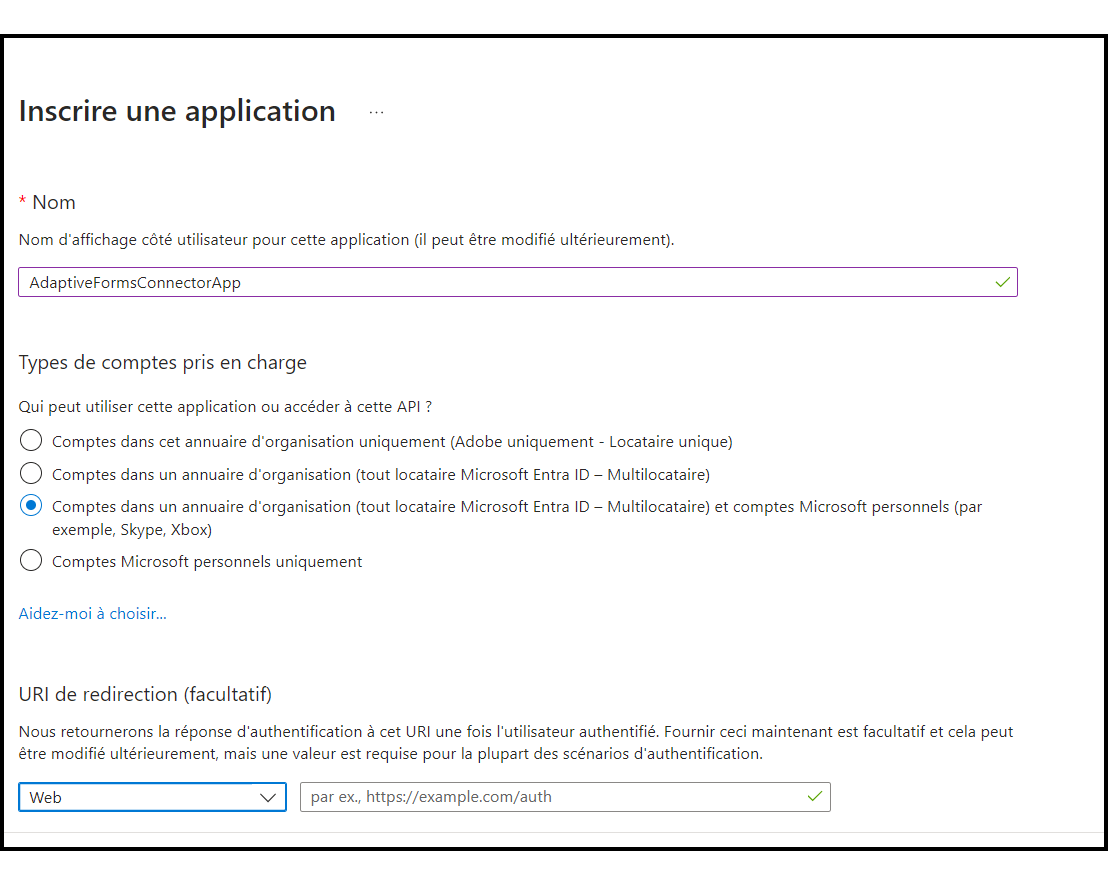 Inscrire une application ...
* Nom
Nom d'affichage côté utilisateur pour cette application (il peut être modifié ultérieurement).
AdaptiveFormsConnectorApp
Types de comptes pris en charge
Qui peut utiliser cette application ou accéder à cette API ?
Comptes dans cet annuaire d'organisation uniquement (Adobe uniquement - Locataire unique)
Comptes dans un annuaire d'organisation (tout locataire Microsoft Entra ID – Multilocataire)
Comptes dans un annuaire d'organisation (tout locataire Microsoft Entra ID – Multilocataire) et comptes Microsoft personnels (par
exemple, Skype, Xbox)
Comptes Microsoft personnels uniquement
Aidez-moi à choisir...
URI de redirection (facultatif)
Nous retournerons la réponse d'authentification à cet URI une fois l'utilisateur authentifié. Fournir ceci maintenant est facultatif et cela peut
être modifié ultérieurement, mais une valeur est requise pour la plupart des scénarios d'authentification.
Web par ex., https://example.com/auth